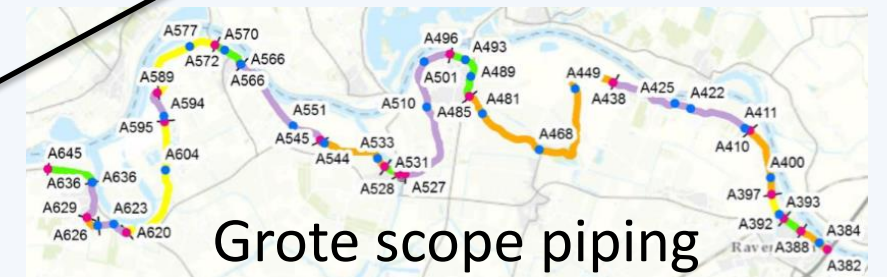 A577
A570
A572
A566
A566
A589
A594
A595
A604
A645
A636
A636
A629
A623
A626
A620
A551
A545
A544
A533
A531
A528
A527
A510
A496
A493
A501
A489
A485
A481
A468
A449
A438
A425
A422
A411
A410
A400
A397
A393
A392
A384
A388
A382
Grote scope piping